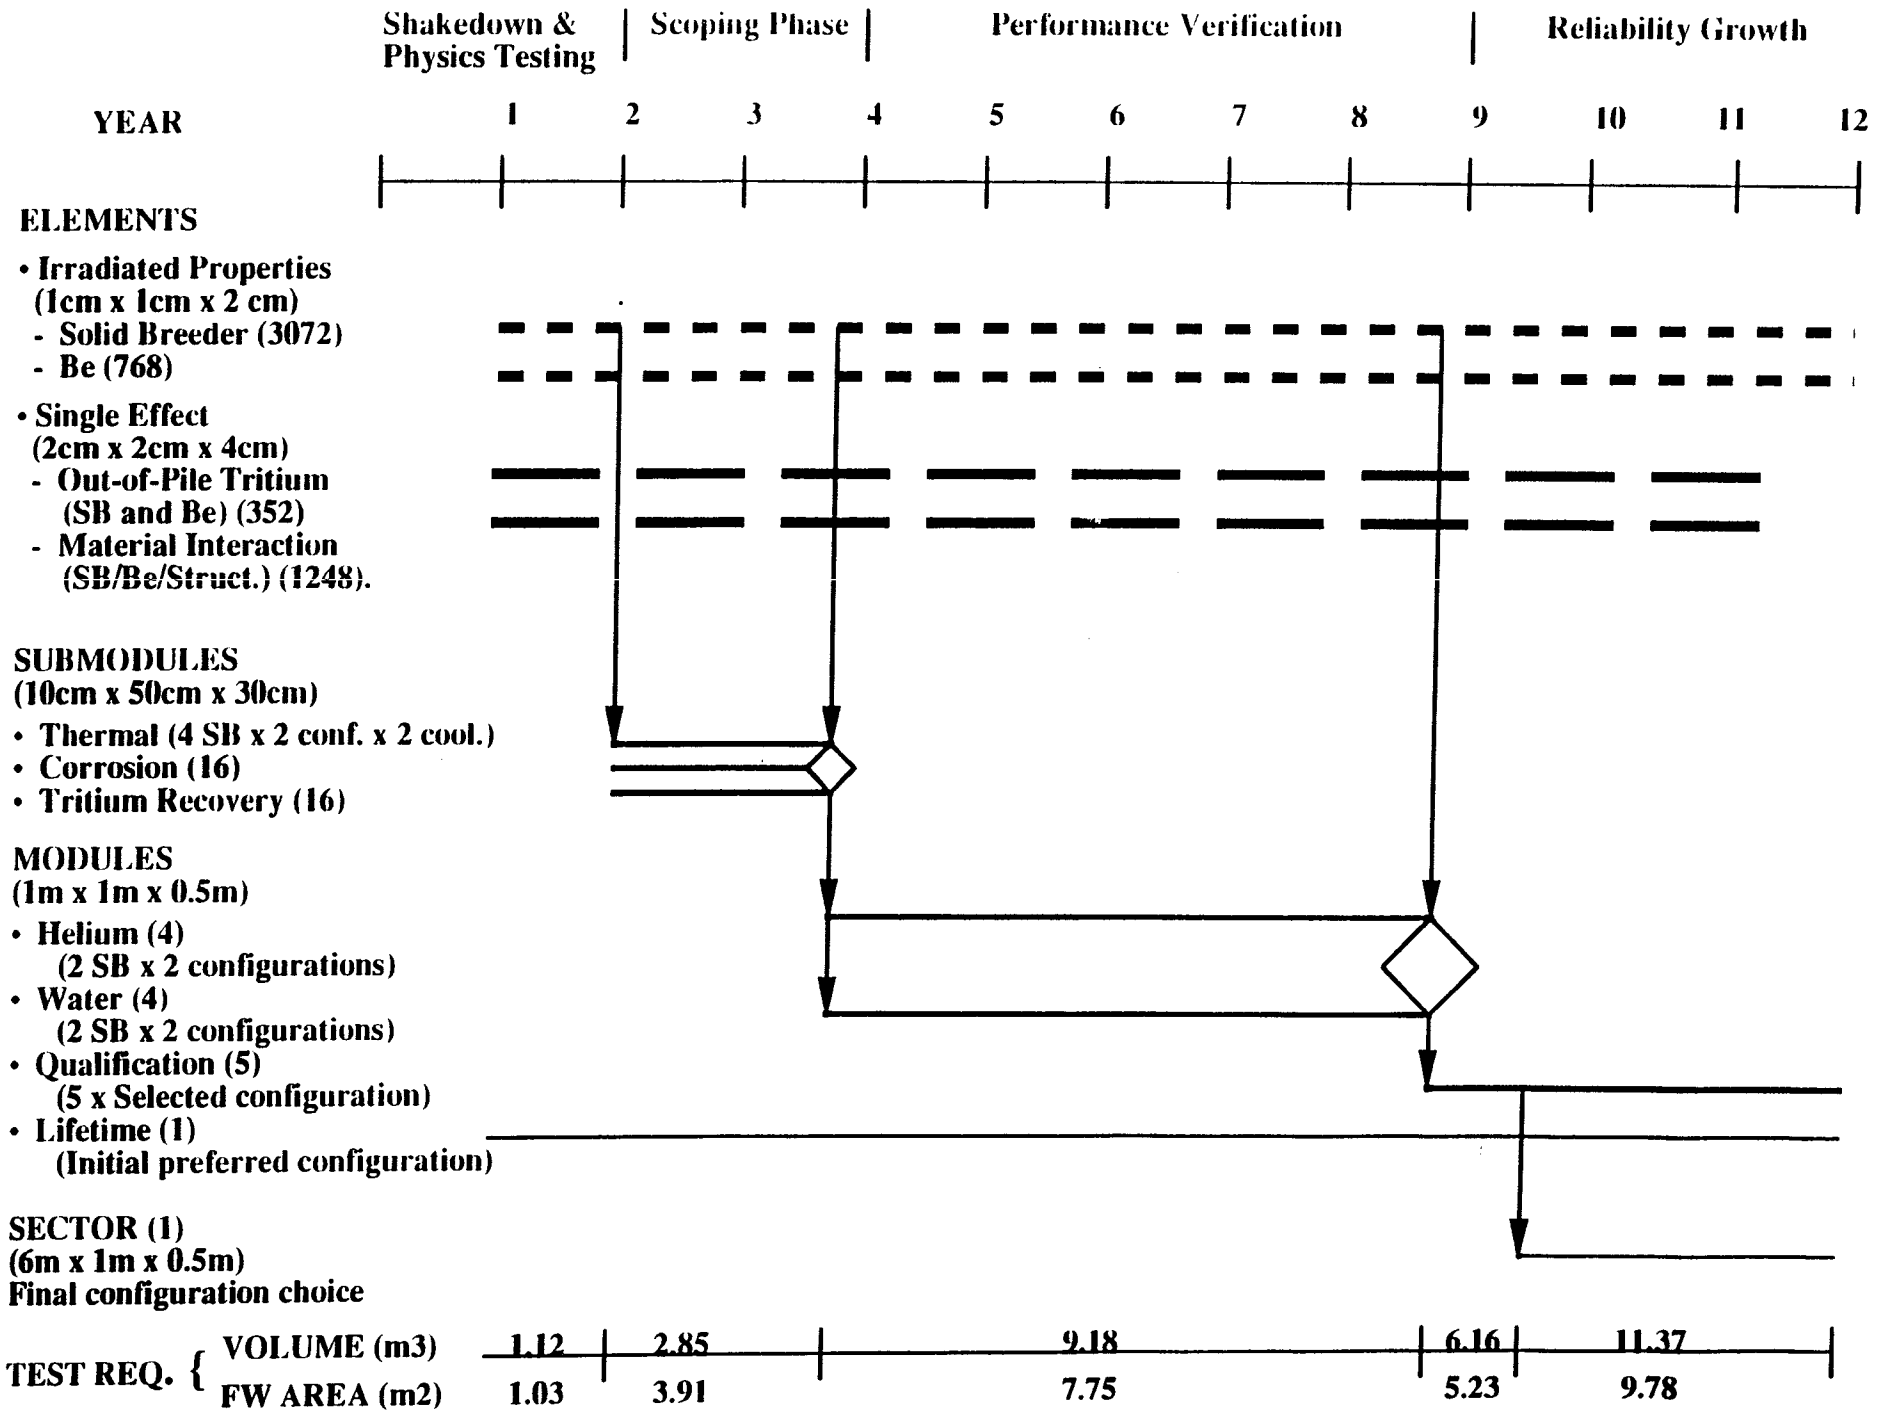 Shakedown & | Scoping Phase | Performance Verification | Reliability Growth
Physics Testing
YEAR 1 2 3 4 5 6 7 8 9 10 11 12
ELEMENTS
• Irradiated Properties
(1cm x 1cm x 2 cm)
- Solid Breeder (3072)
- Be (768)
• Single Effect
(2cm x 2cm x 4cm)
- Out-of-Pile Tritium
(SB and Be) (352)
- Material Interaction
(SB/Be/Struct.) (1248).
SUBMODULES
(10cm x 50cm x 30cm)
• Thermal (4 SB x 2 conf. x 2 cool.)
• Corrosion (16)
• Tritium Recovery (16)
MODULES
(1m x 1m x 0.5m)
• Helium (4)
(2 SB x 2 configurations)
• Water (4)
(2 SB x 2 configurations)
• Qualification (5)
(5 x Selected configuration)
• Lifetime (1)
(Initial preferred configuration)
SECTOR (1)
(6m x 1m x 0.5m)
Final configuration choice
TEST REQ. {
VOLUME (m3) 1.12 2.85 9.18 6.16 11.37
FW AREA (m2) 1.03 3.91 7.75 5.23 9.78